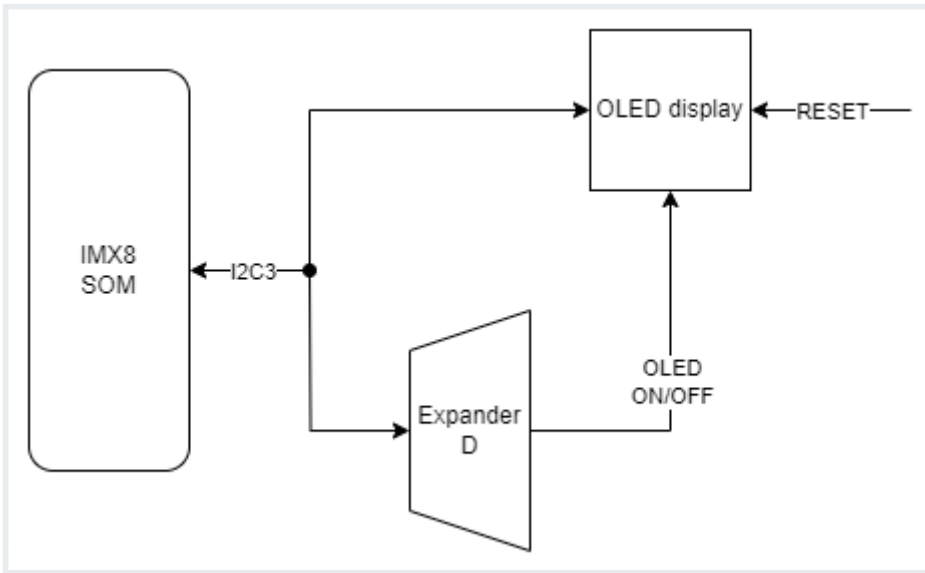 OLED display
RESET
IMX8
SOM
I2C3
OLED
ON/OFF
Expander
D